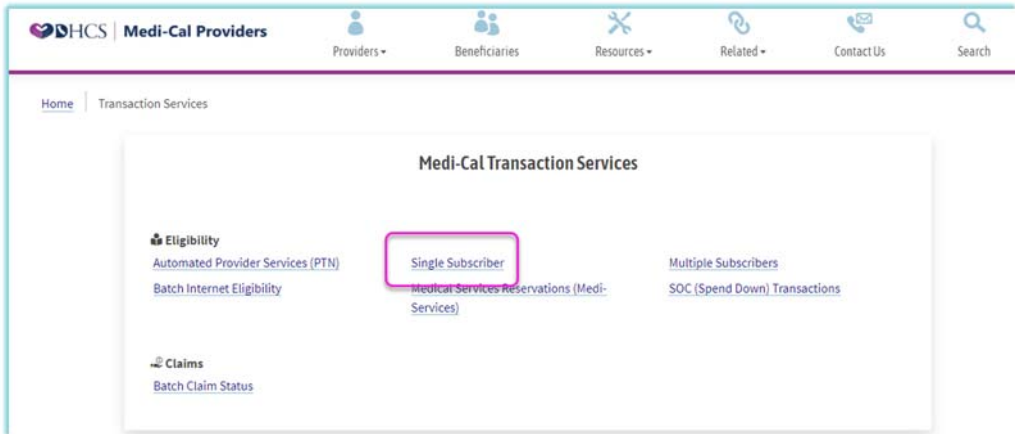 DHCS | Medi-Cal Providers
Providers
Beneficiaries
Resources
Related
Contact Us
Search
Home | Transaction Services
Medi-Cal Transaction Services
Eligibility
Automated Provider Services (PTN)
Single Subscriber
Multiple Subscribers
Batch Internet Eligibility
Medical Services Reservations (Medi-
Services)
SOC (Spend Down) Transactions
Claims
Batch Claim Status